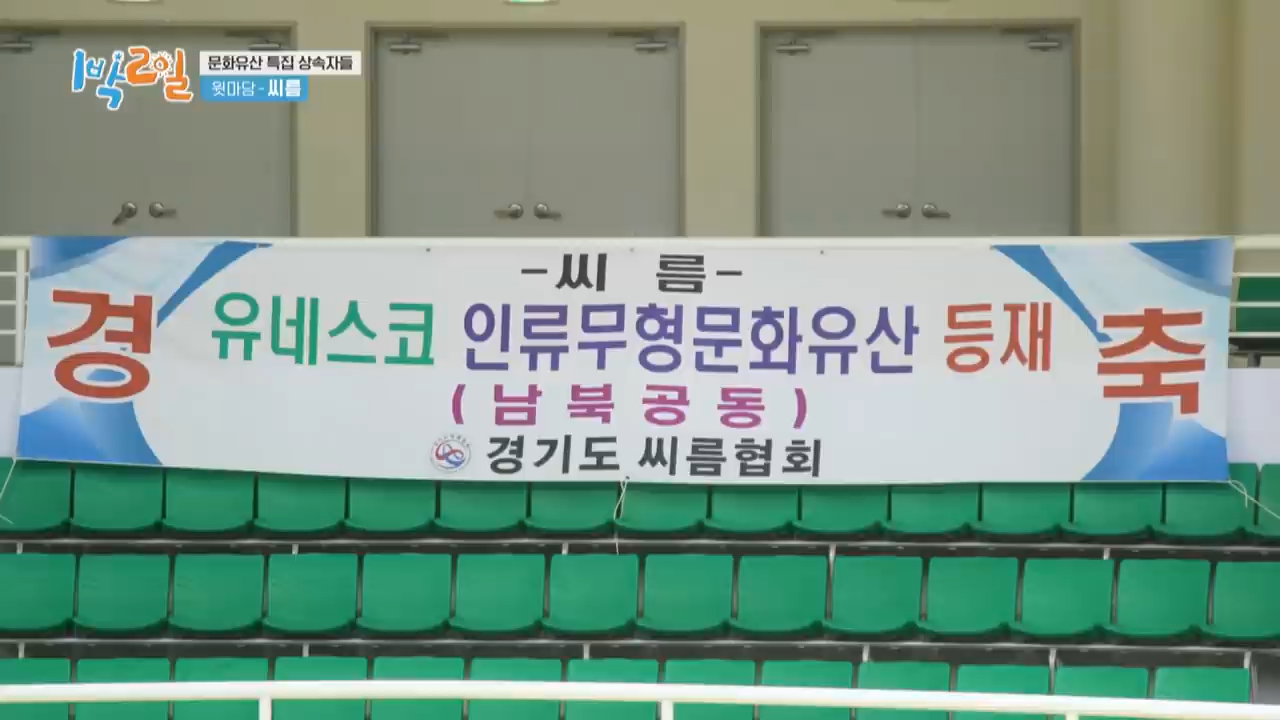 1박2일
문화유산 특집 상속자들
윗마당 - 씨름
-씨 름-
경 유네스코 인류무형문화유산 등재 축
(남북공동)
경기도 씨름협회